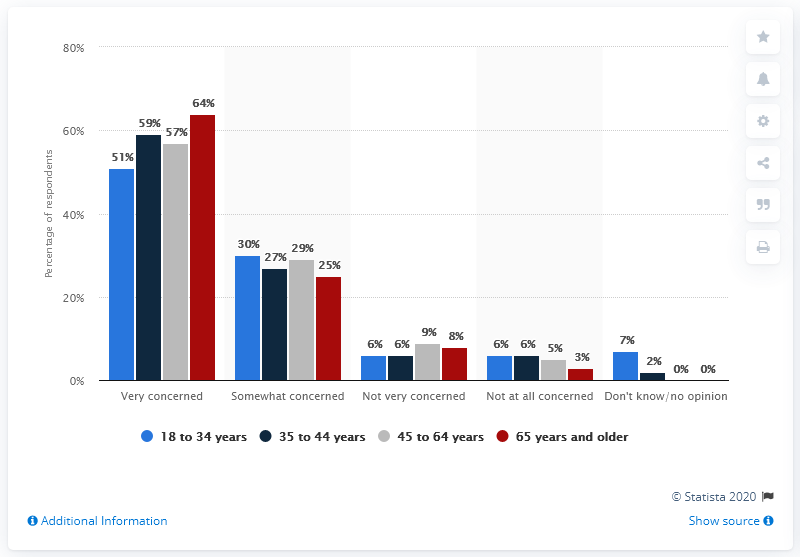 80%
60%
40%
20%
0%
Percentage of respondents
51%
59%
57%
64%
30%
27%
29%
25%
6%
6%
9%
8%
6%
6%
5%
3%
7%
2%
0%
0%
Very concerned
Somewhat concerned
Not very concerned
Not at all concerned
Don't know/no opinion
18 to 34 years
35 to 44 years
45 to 64 years
65 years and older
© Statista 2020
Additional Information
Show source